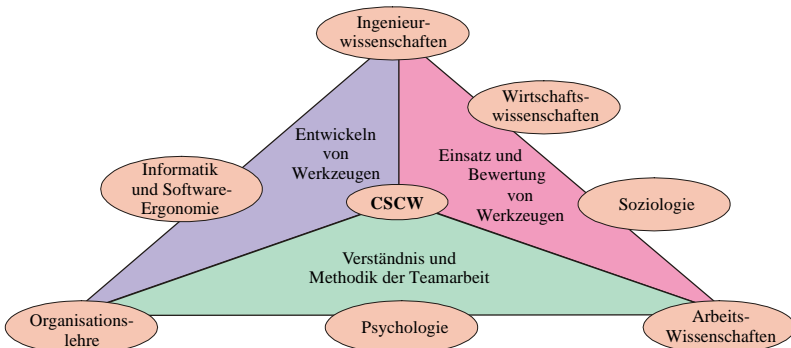 Ingenieur-
wissenschaften
Wirtschafts-
wissenschaften
Entwickeln
von
Werkzeugen
Einsatz und
Bewertung
von
Werkzeugen
Informatik
und Software-
Ergonomie
CSCW
Soziologie
Verständnis und
Methodik der Teamarbeit
Organisations-
lehre
Psychologie
Arbeits-
Wissenschaften